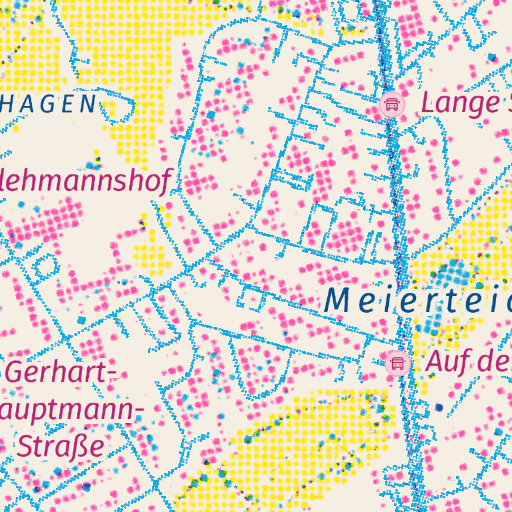 HAGEN
Lange S
lehmannshof
Meierteic
Auf de
Gerhart-
auptmann-
Straße